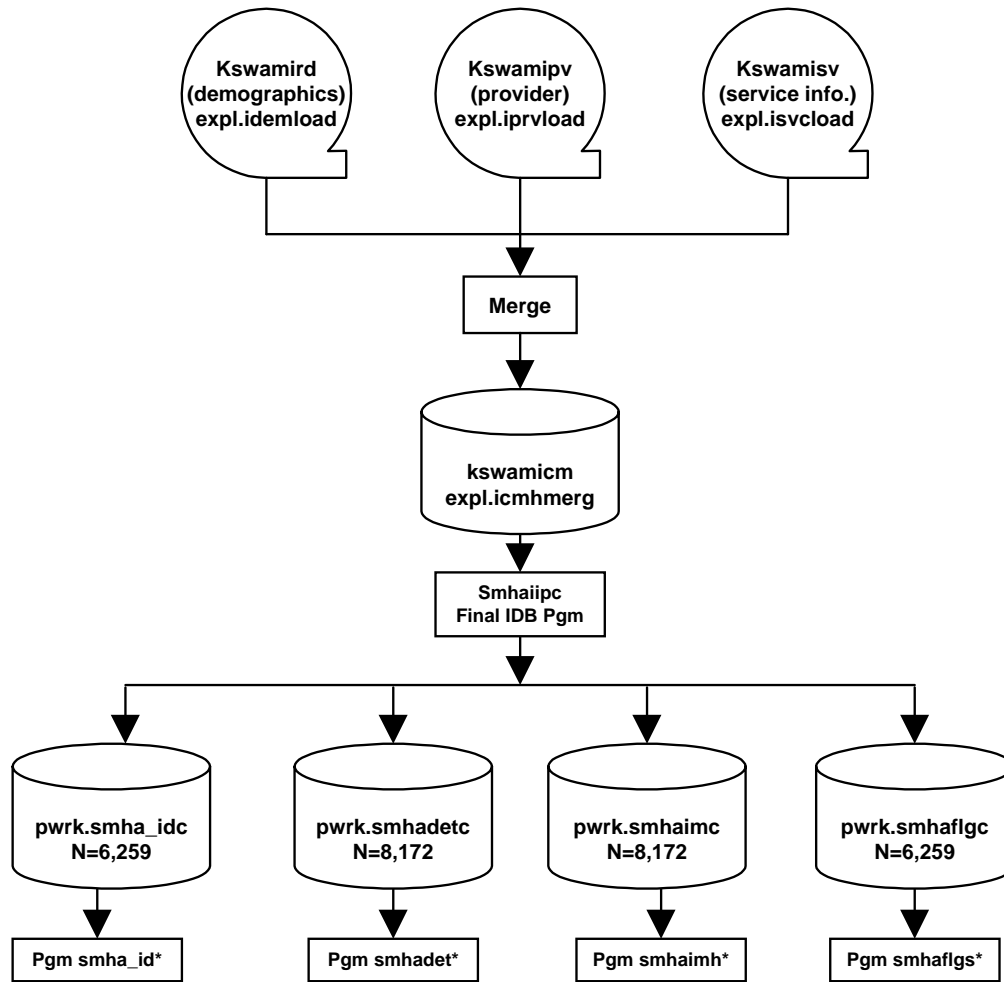 Kswamird
(demographics)
expl.idemload
Kswamipv
(provider)
expl.iprvload
Kswamisv
(service info.)
expl.isvcload
Merge
kswamicm
expl.icmhmerg
Smhaiipc
Final IDB Pgm
pwrk.smha_idc
N=6,259
pwrk.smhadetc
N=8,172
pwrk.smhaimc
N=8,172
pwrk.smhaflgc
N=6,259
Pgm smha_id*
Pgm smhadet*
Pgm smhaimh*
Pgm smhaflgs*